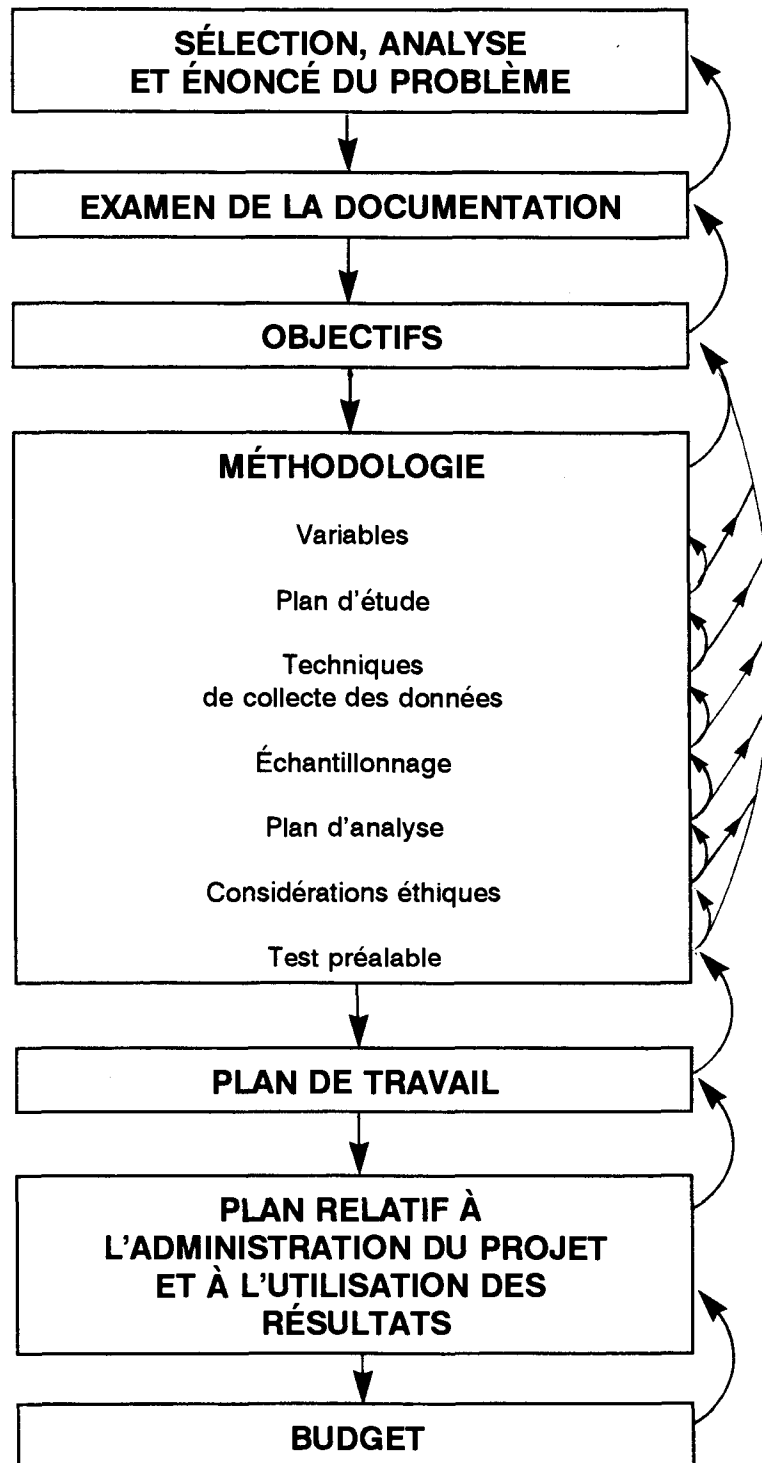 SÉLECTION, ANALYSE
ET ÉNONCÉ DU PROBLÈME
EXAMEN DE LA DOCUMENTATION
OBJECTIFS
MÉTHODOLOGIE
Variables
Plan d'étude
Techniques
de collecte des données
Échantillonnage
Plan d'analyse
Considérations éthiques
Test préalable
PLAN DE TRAVAIL
PLAN RELATIF À
L'ADMINISTRATION DU PROJET
ET À L'UTILISATION DES
RÉSULTATS
BUDGET